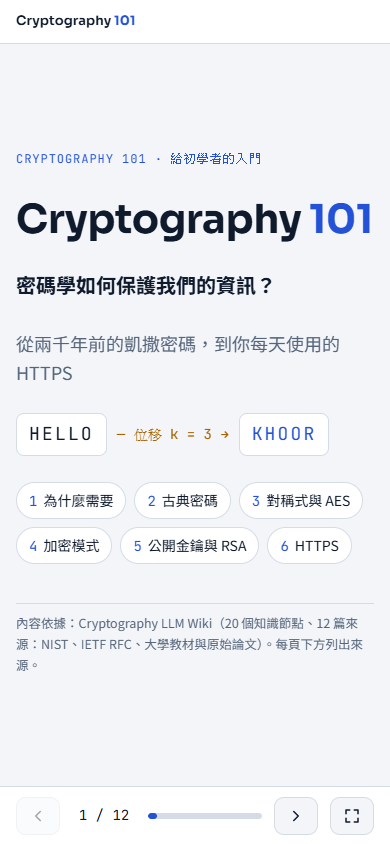 Cryptography 101
CRYPTOGRAPHY 101 · 給初學者的入門
Cryptography 101
密碼學如何保護我們的資訊？
從兩千年前的凱撒密碼，到你每天使用的
HTTPS
HELLO — 位移 k = 3 → KHOOR
1 為什麼需要 2 古典密碼 3 對稱式與 AES
4 加密模式 5 公開金鑰與 RSA 6 HTTPS
內容依據：Cryptography LLM Wiki（20 個知識節點、12 篇來
源：NIST、IETF RFC、大學教材與原始論文）。每頁下方列出來
源。
1 / 12